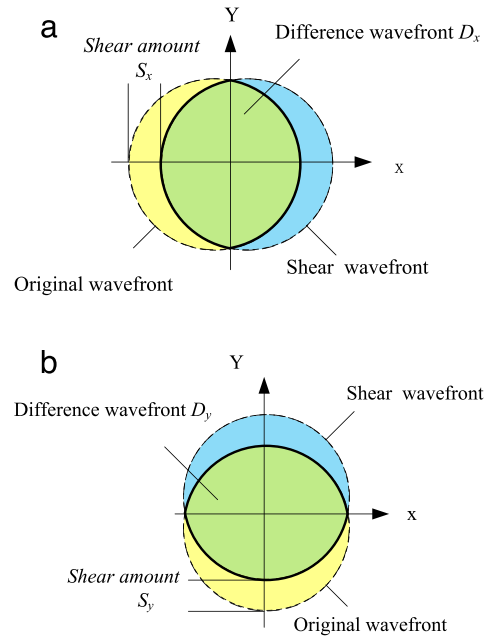 a
Y
Shear amount
Sx
Difference wavefront Dx
x
Original wavefront
Shear wavefront
b
Y
Shear wavefront
Difference wavefront Dy
x
Shear amount
Sy
Original wavefront